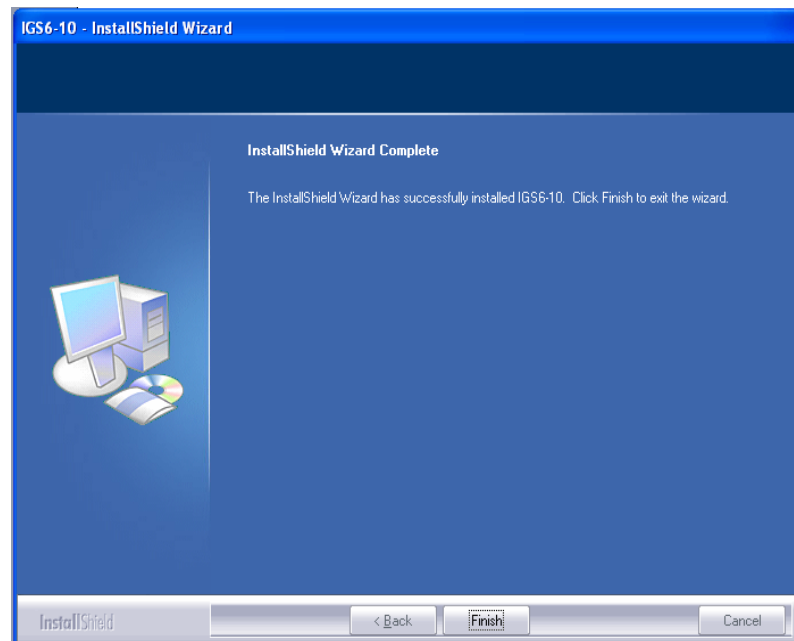 IGS6-10 - InstallShield Wizard
InstallShield Wizard Complete
The InstallShield Wizard has successfully installed IGS6-10. Click Finish to exit the wizard.
InstallShield
< Back
Finish
Cancel